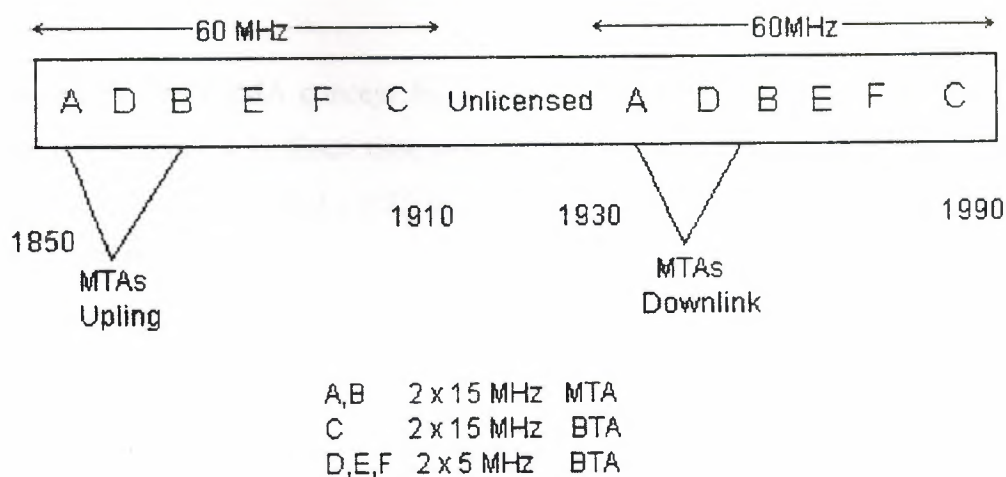 60 MHz 60MHz
A D B E F C Unlicensed A D B E F C
1850 1910 1930 1990
MTAs Upling MTAs Downlink
A,B 2 x 15 MHz MTA
C 2 x 15 MHz BTA
D,E,F 2 x 5 MHz BTA